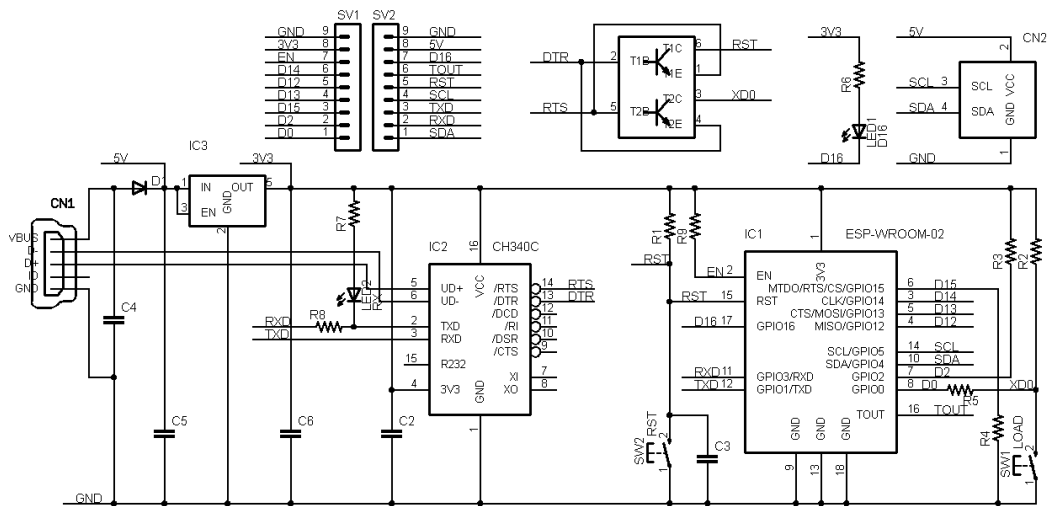 SV1 SV2
GND 9 9 GND
3V3 8 8 5V
EN 7 7 D16
D14 6 6 TOUT
D12 5 5 RST
D13 4 4 SCL
D15 3 3 TXD
D2 2 2 RXD
D0 1 1 SDA
DTR 2 T1B T1C 6 RST
T1E 1
RTS 5 T2B T2C 3 XD0
T2E 4
3V3
R6
LED1
D16
D16
5V CN2
2
SCL 3 SCL VCC
SDA 4 SDA GND
GND 1
5V IC3 3V3
D1 1 IN OUT 5
3 EN GND
2
CN1
VBUS
D-
D+
ID
GND
C4
C5
C6
C2
R7
LED2
R8
RXD
TXD
IC2 CH340C
16
VCC
5 UD+ /RTS 14 RTS
6 UD- /DTR 13 DTR
/DCD 12
2 TXD /RI 11
3 RXD /DSR 10
/CTS 9
15 R232
XI 7
4 3V3 XO 8
GND
1
R1
R9
RST
SW2
RST
2
1
C3
IC1 ESP-WROOM-02
1
3V3
EN 2 EN
RST 15 RST
D16 17 GPIO16
RXD 11 GPIO3/RXD
TXD 12 GPIO1/TXD
MTDO/RTS/CS/GPIO15 6 D15
CLK/GPIO14 3 D14
CTS/MOSI/GPIO13 5 D13
MISO/GPIO12 4 D12
SCL/GPIO5 14 SCL
SDA/GPIO4 10 SDA
GPIO2 7 D2
GPIO0 8 D0 XD0
R5
TOUT 16 TOUT
GND GND GND
9 13 18
R3
R2
R4
SW1
LOAD
2
1
GND